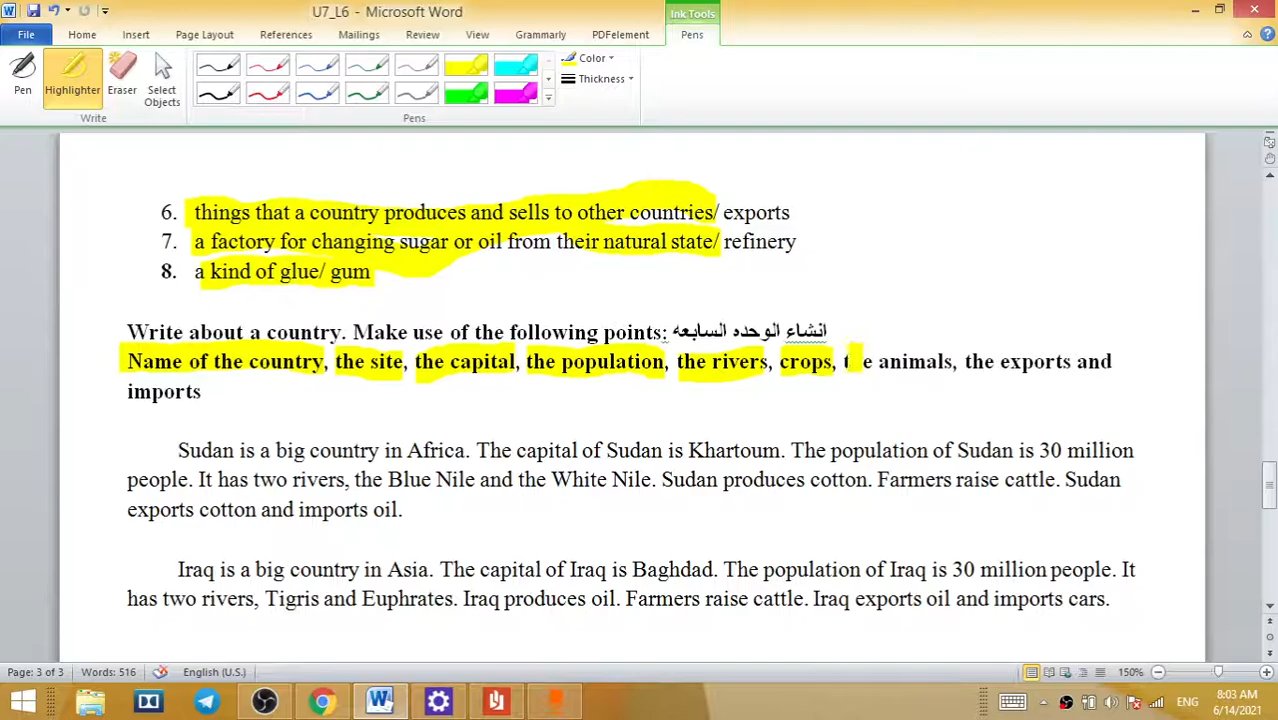 U7_L6 - Microsoft Word
Ink Tools
File Home Insert Page Layout References Mailings Review View Grammarly PDFelement Pens
Pen Highlighter Eraser Select Objects
Color
Thickness
Write Pens
6. things that a country produces and sells to other countries/ exports
7. a factory for changing sugar or oil from their natural state/ refinery
8. a kind of glue/ gum
Write about a country. Make use of the following points: انشاء الوحده السابعه
Name of the country, the site, the capital, the population, the rivers, crops, the animals, the exports and
imports
Sudan is a big country in Africa. The capital of Sudan is Khartoum. The population of Sudan is 30 million
people. It has two rivers, the Blue Nile and the White Nile. Sudan produces cotton. Farmers raise cattle. Sudan
exports cotton and imports oil.
Iraq is a big country in Asia. The capital of Iraq is Baghdad. The population of Iraq is 30 million people. It
has two rivers, Tigris and Euphrates. Iraq produces oil. Farmers raise cattle. Iraq exports oil and imports cars.
Page: 3 of 3 Words: 516 English (U.S.) 150%
ENG 8:03 AM
6/14/2021